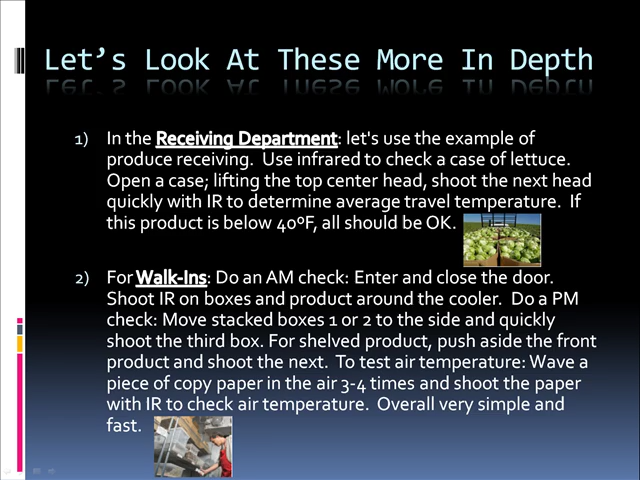 Let's Look At These More In Depth
1) In the Receiving Department: let's use the example of
produce receiving. Use infrared to check a case of lettuce.
Open a case; lifting the top center head, shoot the next head
quickly with IR to determine average travel temperature. If
this product is below 40ºF, all should be OK.
2) For Walk-Ins: Do an AM check: Enter and close the door.
Shoot IR on boxes and product around the cooler. Do a PM
check: Move stacked boxes 1 or 2 to the side and quickly
shoot the third box. For shelved product, push aside the front
product and shoot the next. To test air temperature: Wave a
piece of copy paper in the air 3-4 times and shoot the paper
with IR to check air temperature. Overall very simple and
fast.